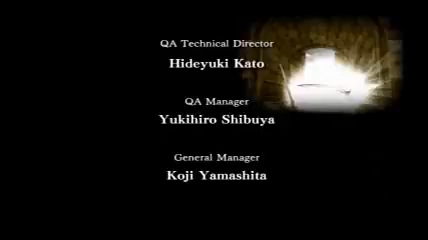 QA Technical Director
Hideyuki Kato
QA Manager
Yukihiro Shibuya
General Manager
Koji Yamashita